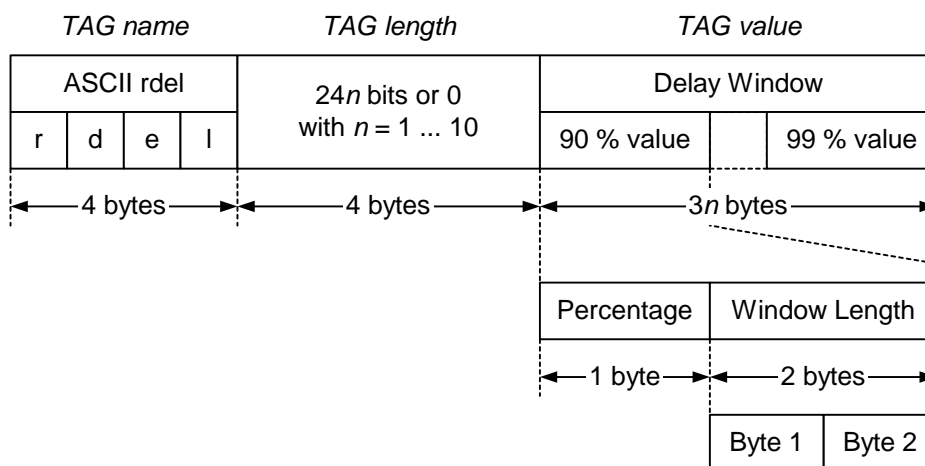 TAG name TAG length TAG value
ASCII rdel
24n bits or 0
with n = 1 ... 10
Delay Window
r d e l
90 % value 99 % value
4 bytes 4 bytes 3n bytes
Percentage Window Length
1 byte 2 bytes
Byte 1 Byte 2